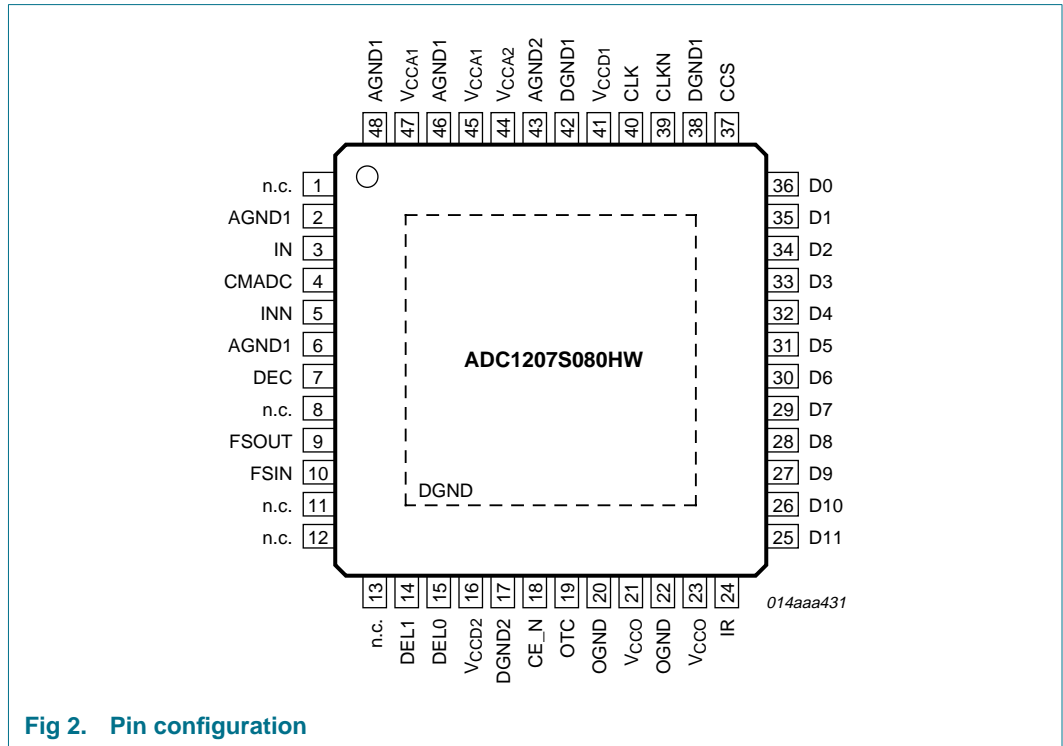 AGND1 VCCA1 AGND1 VCCA1 VCCA2 AGND2 DGND1 VCCD1 CLK CLKN DGND1 CCS
48 47 46 45 44 43 42 41 40 39 38 37
n.c. 1 36 D0
AGND1 2 35 D1
IN 3 34 D2
CMADC 4 33 D3
INN 5 32 D4
AGND1 6 31 D5
ADC1207S080HW
DEC 7 30 D6
n.c. 8 29 D7
FSOUT 9 28 D8
FSIN 10 27 D9
DGND
n.c. 11 26 D10
n.c. 12 25 D11
13 14 15 16 17 18 19 20 21 22 23 24
014aaa431
n.c. DEL1 DEL0 VCCD2 DGND2 CE_N OTC OGND VCCO OGND VCCO IR
Fig 2. Pin configuration